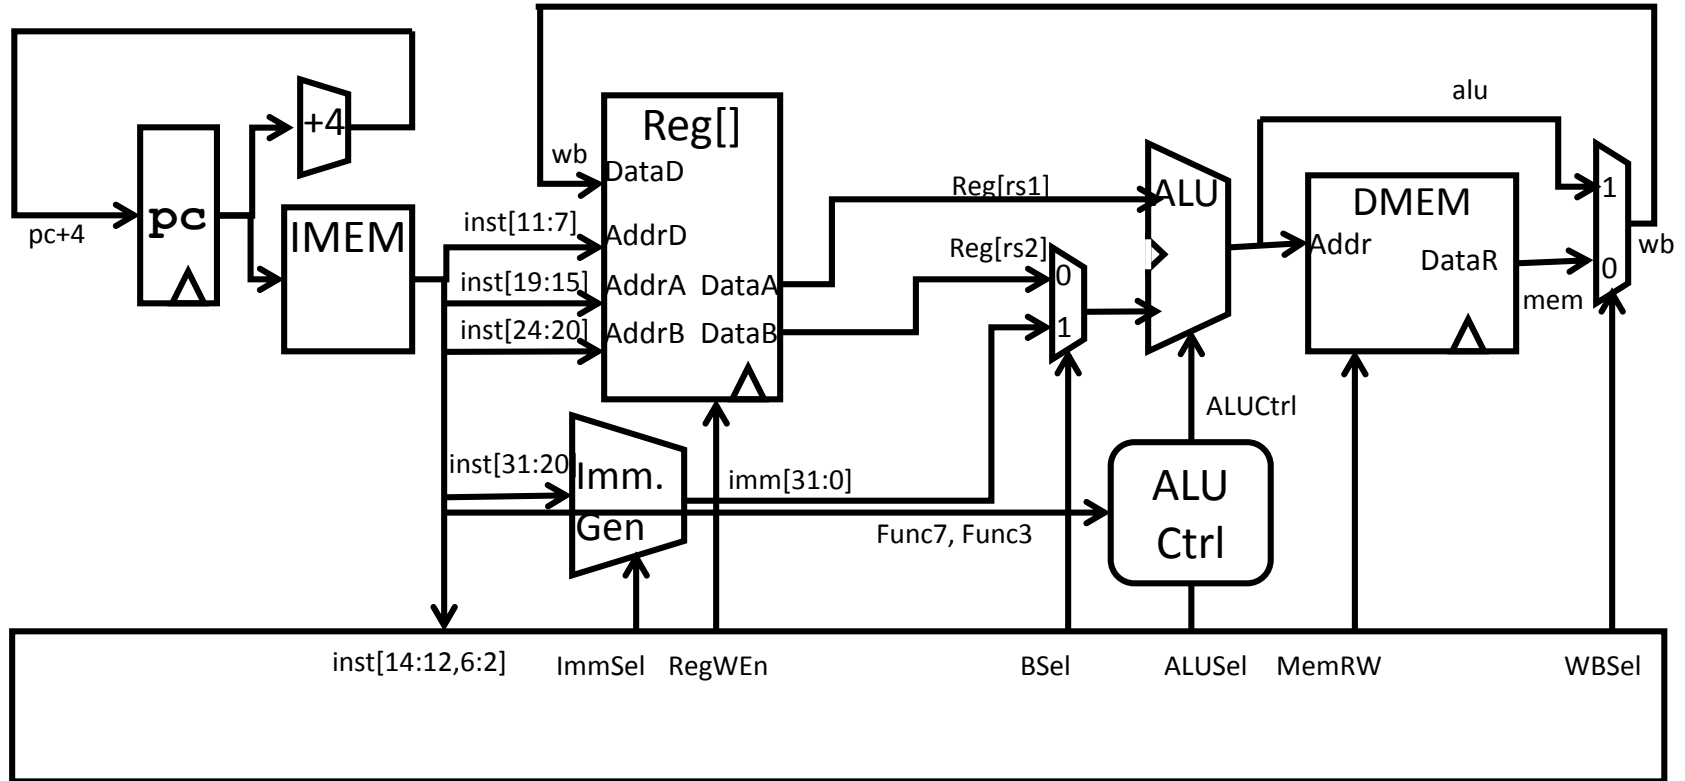 alu
Reg[]
+4
wb
DataD
Reg[rs1]
ALU
1
DMEM
pc
pc+4
IMEM
inst[11:7]
AddrD
Reg[rs2]
Addr
DataR
wb
inst[19:15]
AddrA DataA
0
0
mem
inst[24:20]
AddrB DataB
1
ALUCtrl
inst[31:20]
Imm.
Gen
imm[31:0]
ALU
Ctrl
Func7, Func3
inst[14:12,6:2]
ImmSel
RegWEn
BSel
ALUSel
MemRW
WBSel